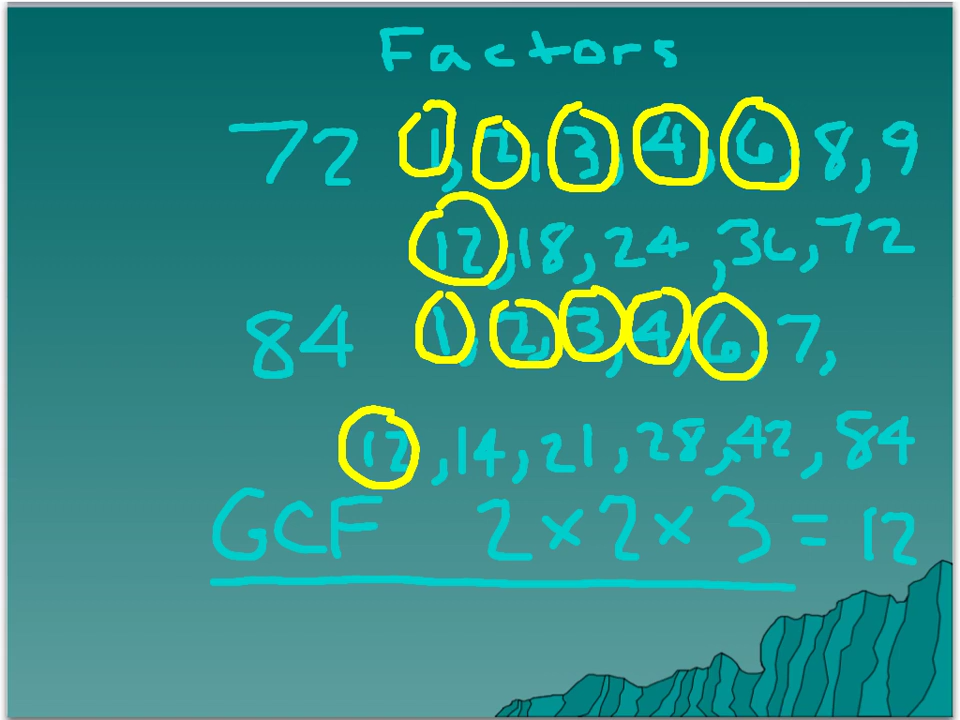 Factors
72 1, 2, 3, 4, 6, 8, 9
12, 18, 24, 36, 72
84 1, 2, 3, 4, 6, 7,
12, 14, 21, 28, 42, 84
GCF 2 × 2 × 3 = 12